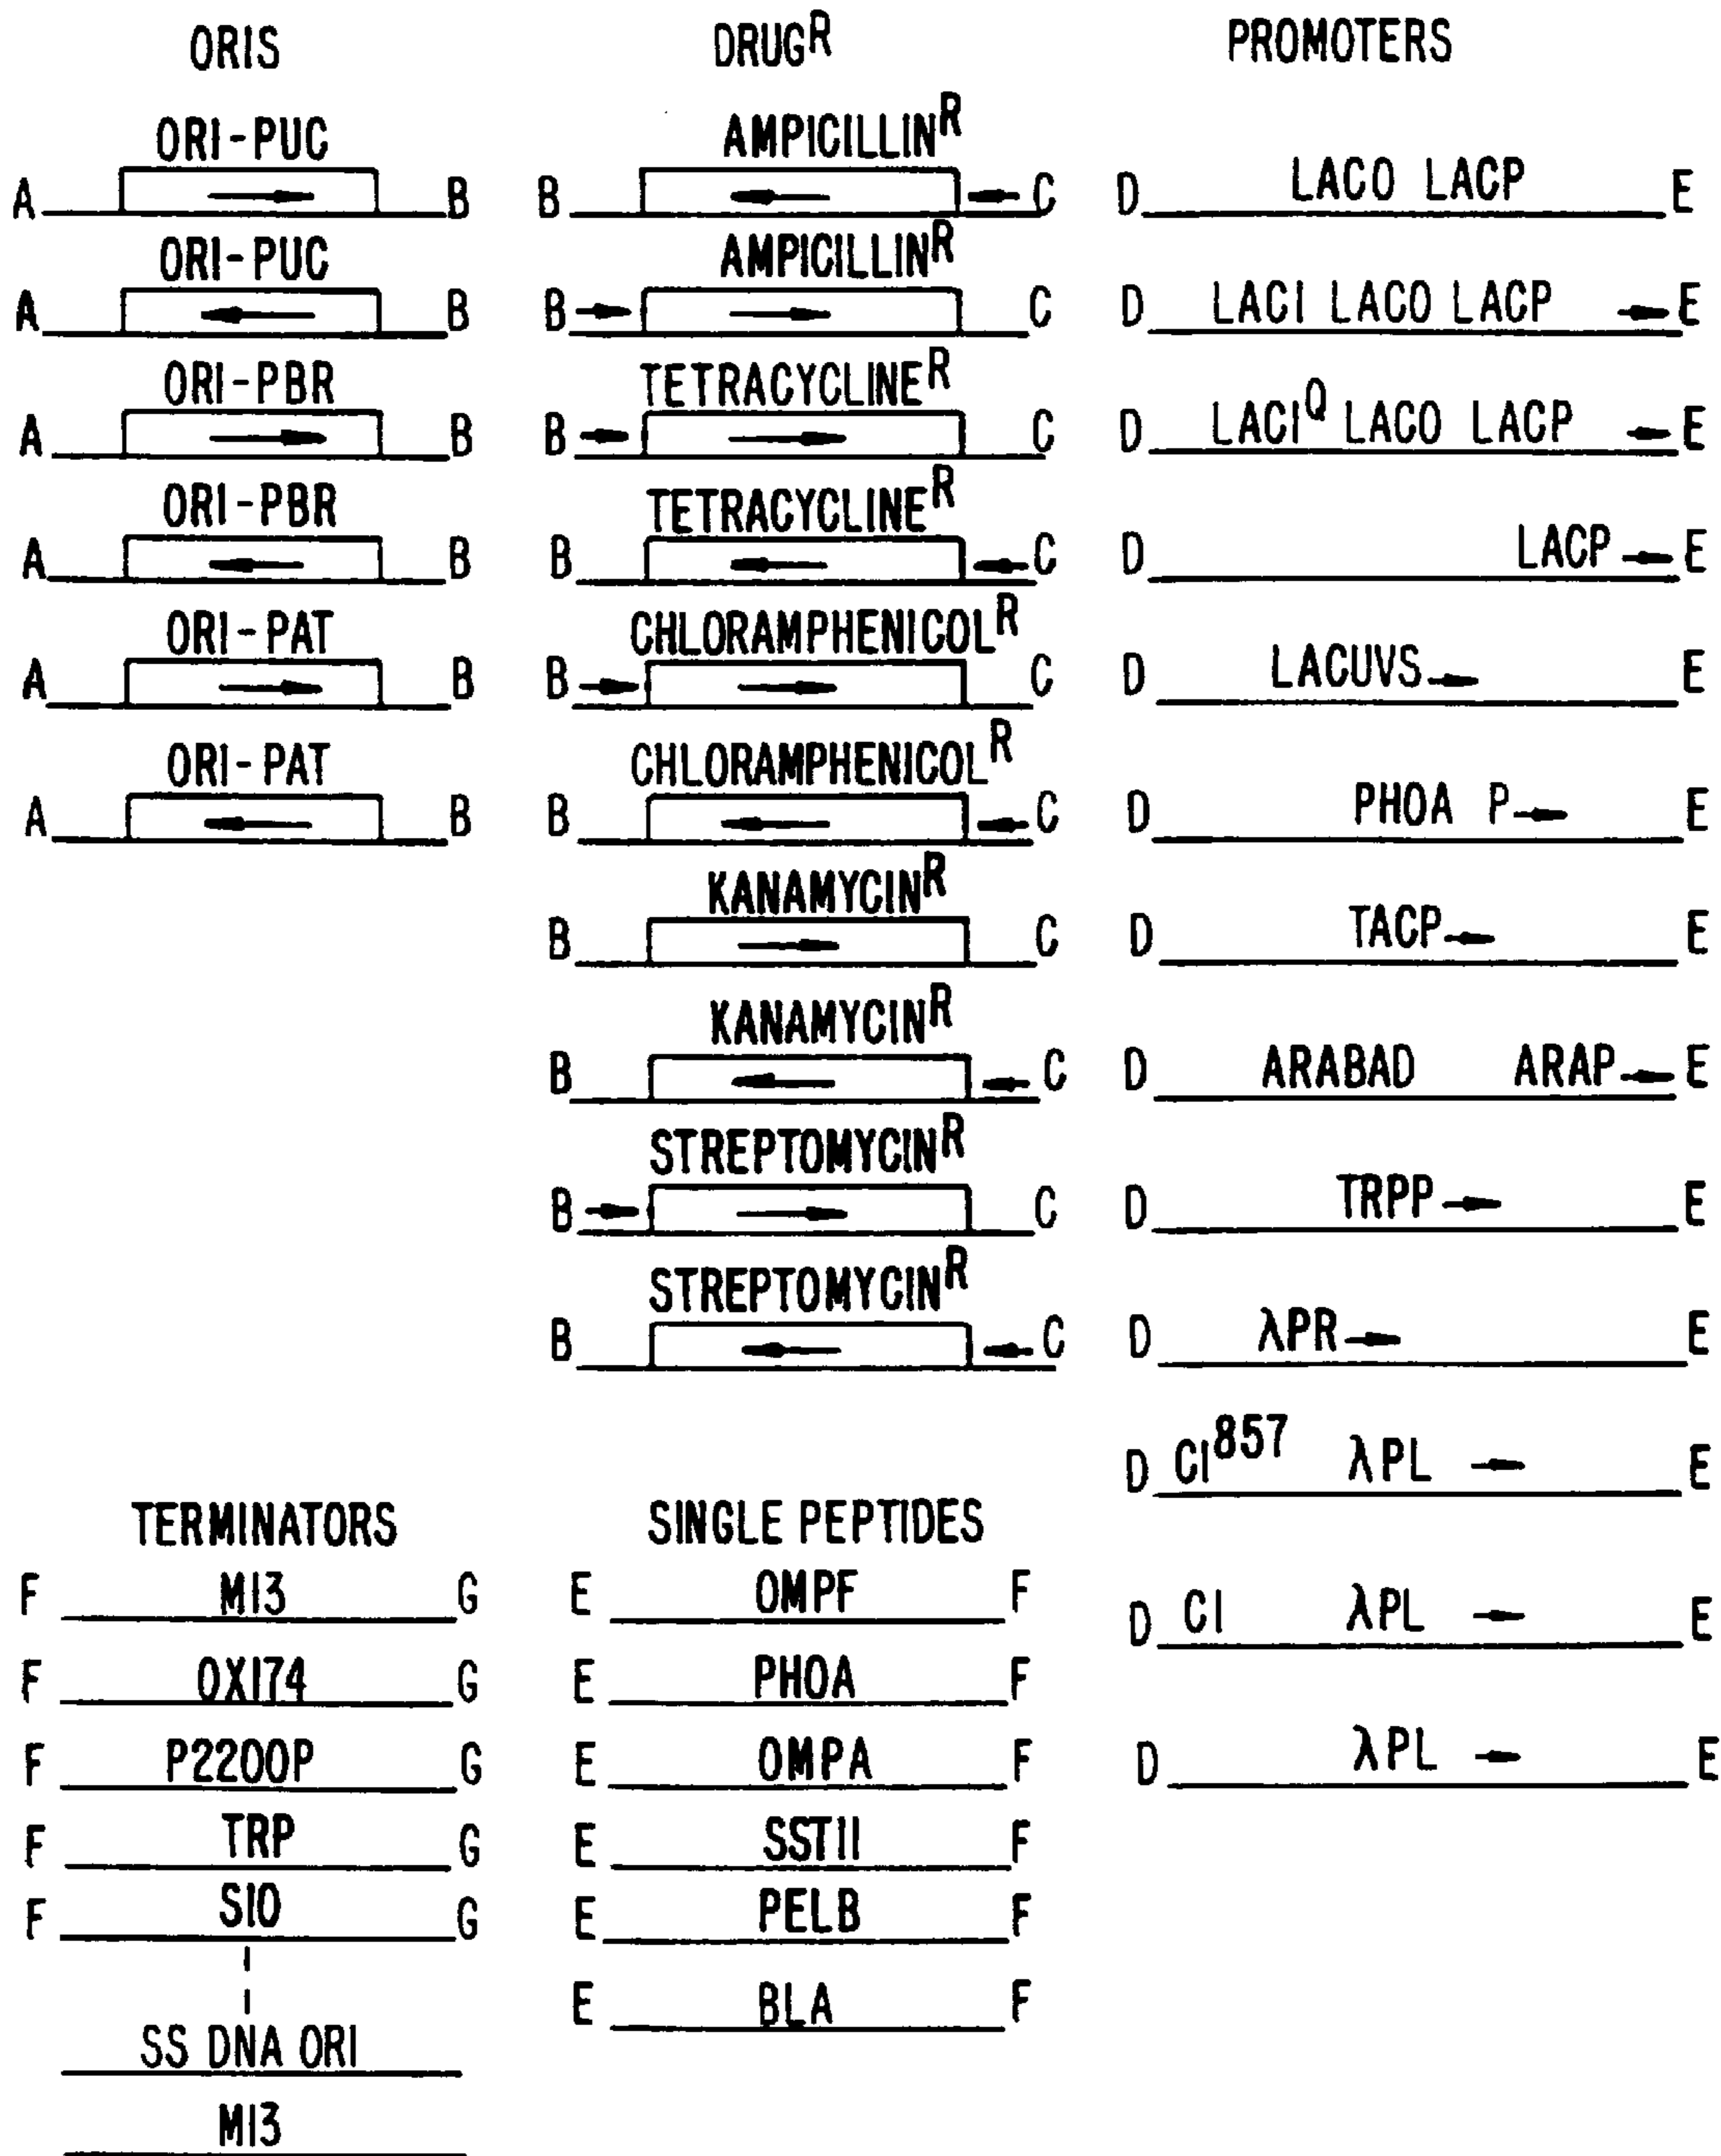 ORIS
ORI-PUC
A B
ORI-PUC
A B
ORI-PBR
A B
ORI-PBR
A B
ORI-PAT
A B
ORI-PAT
A B
DRUGR
AMPICILLINR
B C
AMPICILLINR
B C
TETRACYCLINER
B C
TETRACYCLINER
B C
CHLORAMPHENICOLR
B C
CHLORAMPHENICOLR
B C
KANAMYCINR
B C
KANAMYCINR
B C
STREPTOMYCINR
B C
STREPTOMYCINR
B C
PROMOTERS
D LACO LACP E
D LACI LACO LACP E
D LACIQ LACO LACP E
D LACP E
D LACUVS E
D PHOA P E
D TACP E
D ARABAD ARAP E
D TRPP E
D λPR E
D CI857 λPL E
D CI λPL E
D λPL E
TERMINATORS
F M13 G
F OX174 G
F P2200P G
F TRP G
F S10 G
SS DNA ORI
M13
SINGLE PEPTIDES
E OMPF F
E PHOA F
E OMPA F
E SSTII F
E PELB F
E BLA F